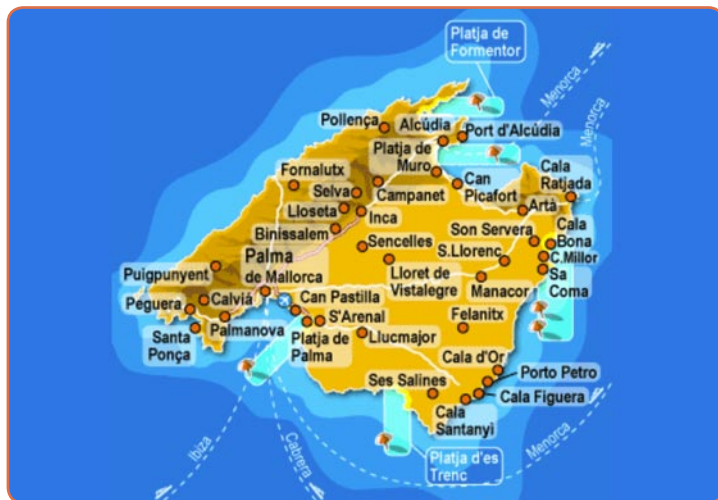 Platja de
Formentor
Menorca
Menorca
Pollença
Alcúdia
Port d'Alcúdia
Platja de
Muro
Cala
Ratjada
Fornalutx
Selva
Campanet
Can
Picafort
Artà
Lloseta
Inca
Binissalem
Son Servera
Cala
Bona
Sencelles
S.Llorenc
C.Millor
Palma
de Mallorca
Lloret de
Vistalegre
Sa
Coma
Puigpunyent
Manacor
Peguera
Calviá
Can Pastilla
S'Arenal
Felanitx
Palmanova
Santa
Ponça
Platja de
Palma
Llucmajor
Cala d'Or
Ses Salines
Porto Petro
Cala Figuera
Cala
Santanyì
Platja d'es
Trenc
Ibiza
Cabrera
Menorca